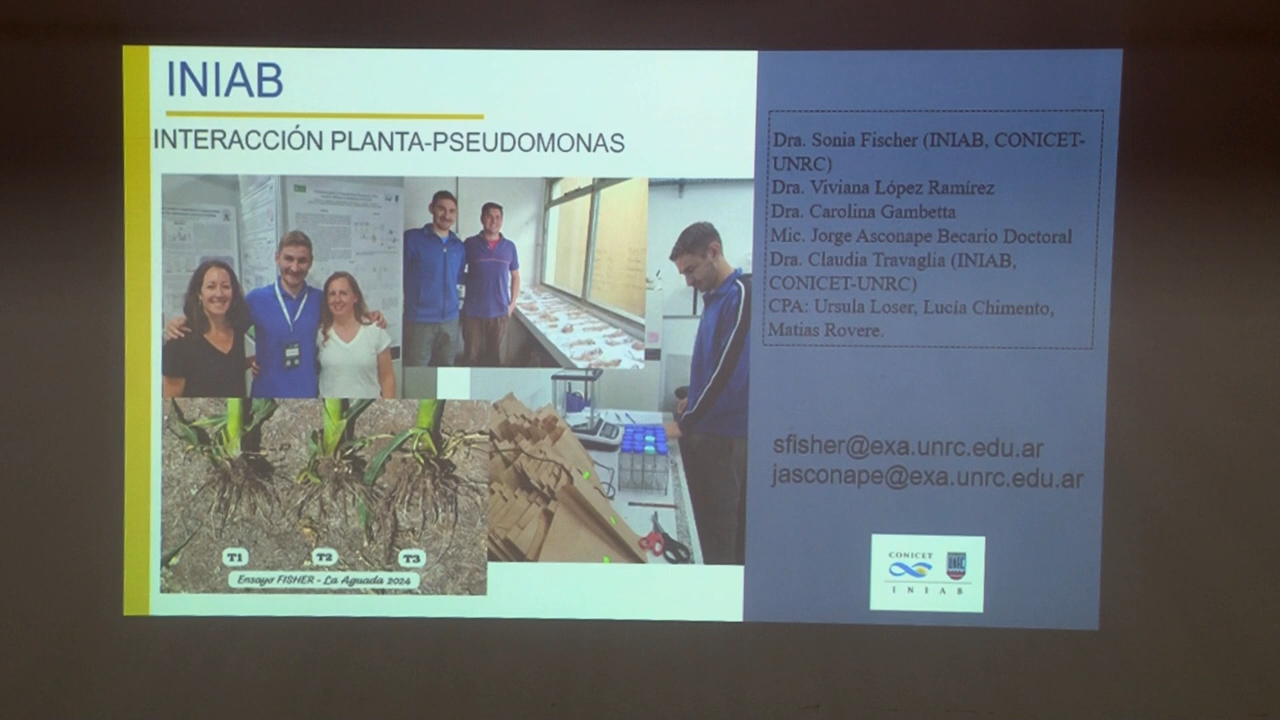 INIAB
INTERACCIÓN PLANTA-PSEUDOMONAS
T1
T2
T3
Ensayo FISHER - La Aguada 2024
Dra. Sonia Fischer (INIAB, CONICET-
UNRC)
Dra. Viviana López Ramírez
Dra. Carolina Gambetta
Mic. Jorge Asconape Becario Doctoral
Dra. Claudia Travaglia (INIAB,
CONICET-UNRC)
CPA: Ursula Loser, Lucía Chimento,
Matias Rovere.
sfisher@exa.unrc.edu.ar
jasconape@exa.unrc.edu.ar
CONICET
UNRC
INIAB